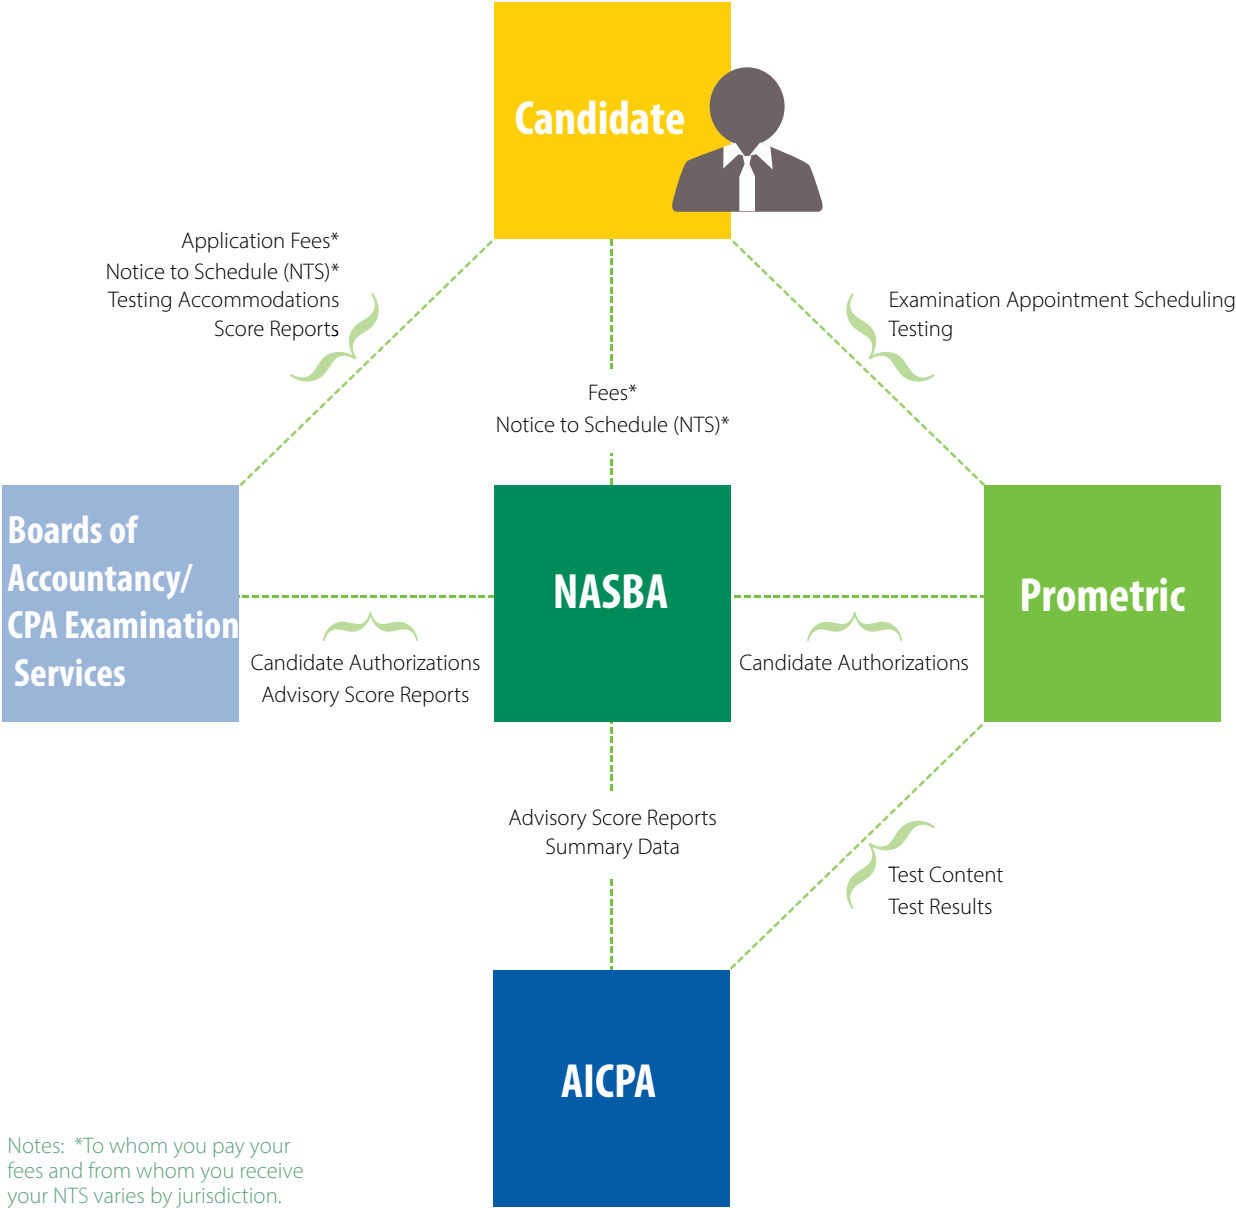 Candidate
Application Fees*
Notice to Schedule (NTS)*
Testing Accommodations
Score Reports
Examination Appointment Scheduling
Testing
Fees*
Notice to Schedule (NTS)*
Boards of
Accountancy/
CPA Examination
Services
NASBA
Prometric
Candidate Authorizations
Advisory Score Reports
Candidate Authorizations
Advisory Score Reports
Summary Data
Test Content
Test Results
AICPA
Notes: *To whom you pay your
fees and from whom you receive
your NTS varies by jurisdiction.